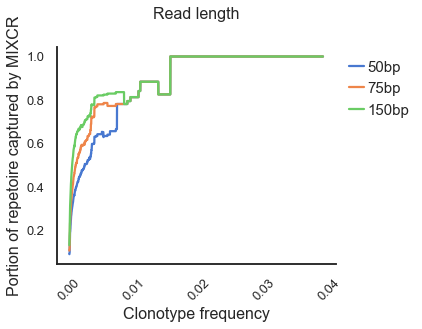 Read length
Portion of repetoire captured by MIXCR
1.0
0.8
0.6
0.4
0.2
0.00
0.01
0.02
0.03
0.04
Clonotype frequency
50bp
75bp
150bp